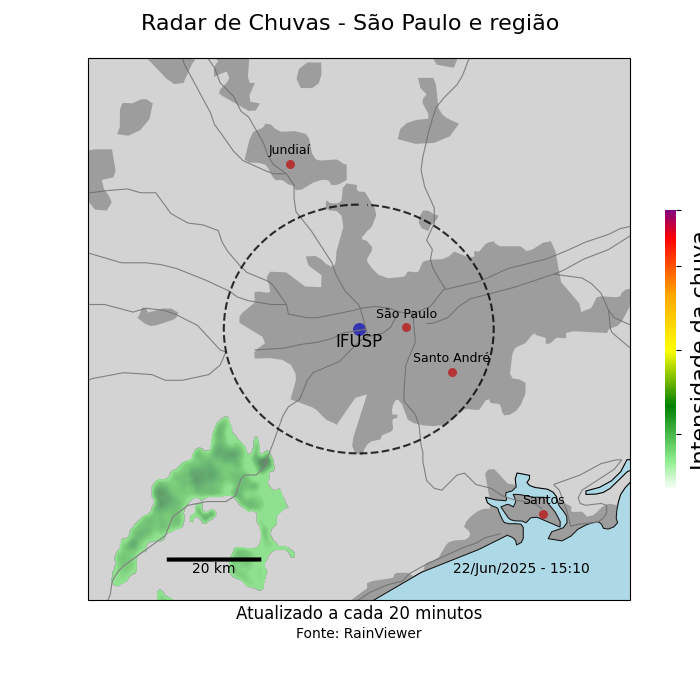 Radar de Chuvas - São Paulo e região
Jundiaí
São Paulo
IFUSP
Santo André
Santos
20 km
22/Jun/2025 - 15:10
Intensidade da chuva
Atualizado a cada 20 minutos
Fonte: RainViewer